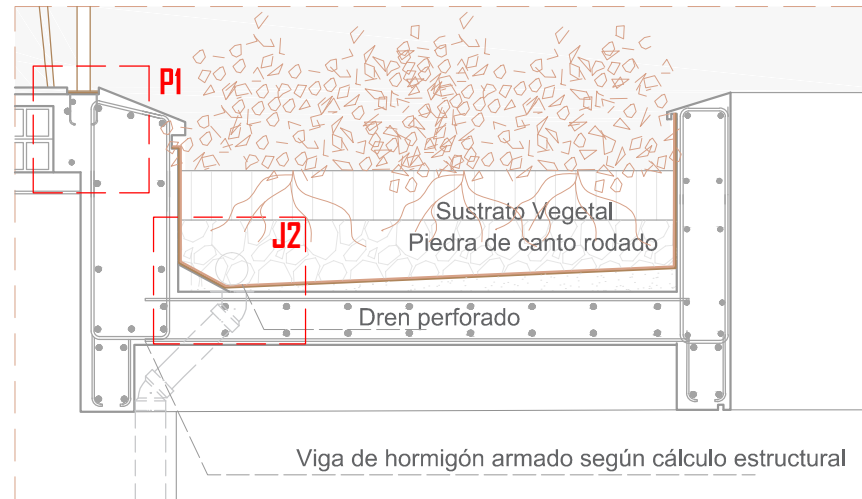 P1
Sustrato Vegetal
J2
Piedra de canto rodado
Dren perforado
Viga de hormigón armado según cálculo estructural